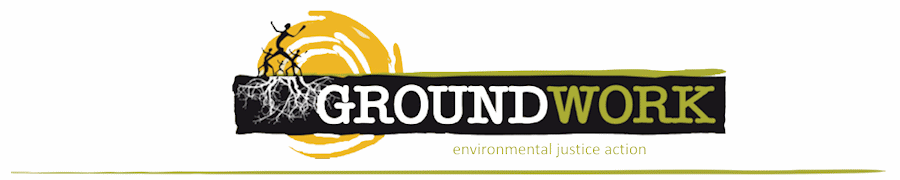 GROUNDWORK
environmental justice action